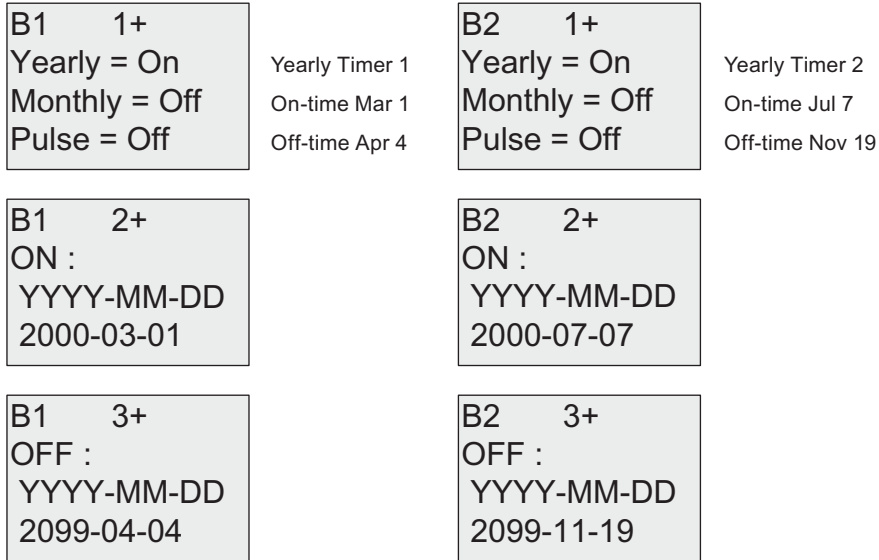 B1 1+
Yearly = On
Monthly = Off
Pulse = Off
Yearly Timer 1
On-time Mar 1
Off-time Apr 4
B2 1+
Yearly = On
Monthly = Off
Pulse = Off
Yearly Timer 2
On-time Jul 7
Off-time Nov 19
B1 2+
ON :
YYYY-MM-DD
2000-03-01
B2 2+
ON :
YYYY-MM-DD
2000-07-07
B1 3+
OFF :
YYYY-MM-DD
2099-04-04
B2 3+
OFF :
YYYY-MM-DD
2099-11-19